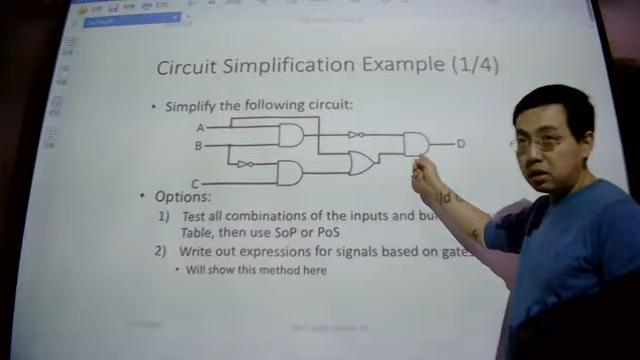 Circuit Simplification Example (1/4)
• Simplify the following circuit:
A
B
D
C
• Options:
1) Test all combinations of the inputs and bu
Table, then use SoP or PoS
2) Write out expressions for signals based on gates
• Will show this method here